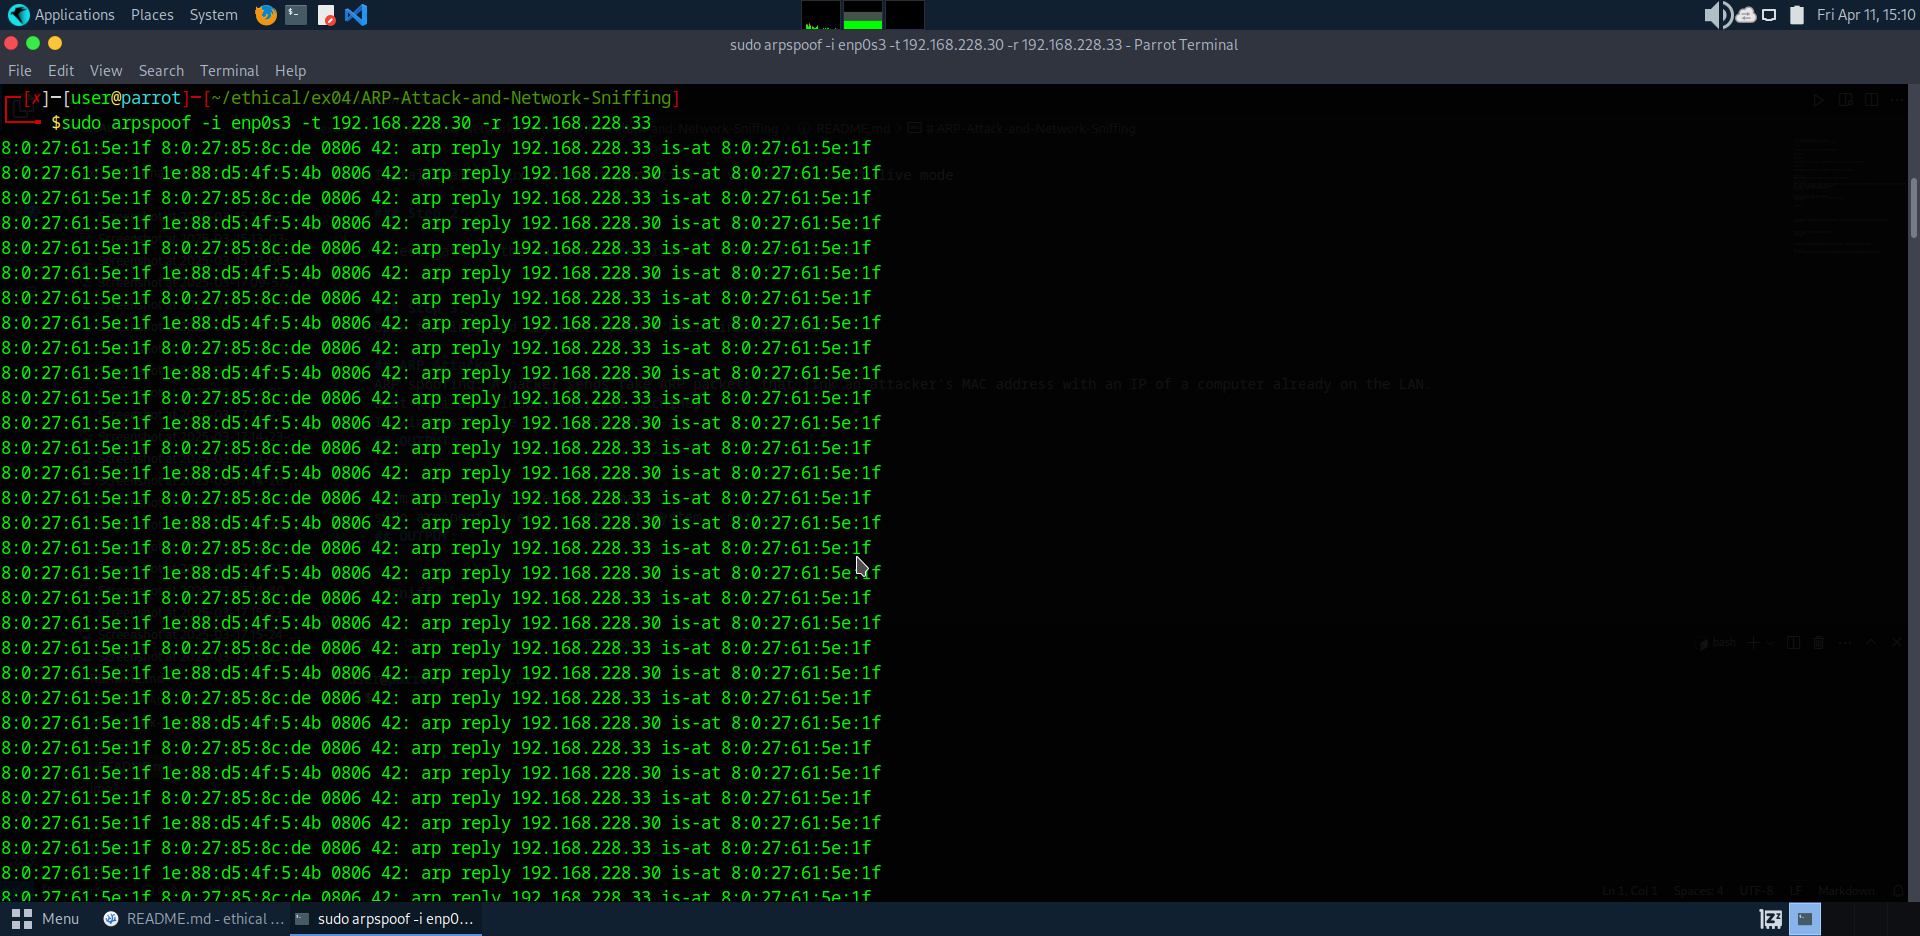 Applications Places System Fri Apr 11, 15:10
sudo arpspoof -i enp0s3 -t 192.168.228.30 -r 192.168.228.33 - Parrot Terminal
File Edit View Search Terminal Help
[✗]─[user@parrot]─[~/ethical/ex04/ARP-Attack-and-Network-Sniffing]
$sudo arpspoof -i enp0s3 -t 192.168.228.30 -r 192.168.228.33
8:0:27:61:5e:1f 8:0:27:85:8c:de 0806 42: arp reply 192.168.228.33 is-at 8:0:27:61:5e:1f
8:0:27:61:5e:1f 1e:88:d5:4f:5:4b 0806 42: arp reply 192.168.228.30 is-at 8:0:27:61:5e:1f
8:0:27:61:5e:1f 8:0:27:85:8c:de 0806 42: arp reply 192.168.228.33 is-at 8:0:27:61:5e:1f
8:0:27:61:5e:1f 1e:88:d5:4f:5:4b 0806 42: arp reply 192.168.228.30 is-at 8:0:27:61:5e:1f
8:0:27:61:5e:1f 8:0:27:85:8c:de 0806 42: arp reply 192.168.228.33 is-at 8:0:27:61:5e:1f
8:0:27:61:5e:1f 1e:88:d5:4f:5:4b 0806 42: arp reply 192.168.228.30 is-at 8:0:27:61:5e:1f
8:0:27:61:5e:1f 8:0:27:85:8c:de 0806 42: arp reply 192.168.228.33 is-at 8:0:27:61:5e:1f
8:0:27:61:5e:1f 1e:88:d5:4f:5:4b 0806 42: arp reply 192.168.228.30 is-at 8:0:27:61:5e:1f
8:0:27:61:5e:1f 8:0:27:85:8c:de 0806 42: arp reply 192.168.228.33 is-at 8:0:27:61:5e:1f
8:0:27:61:5e:1f 1e:88:d5:4f:5:4b 0806 42: arp reply 192.168.228.30 is-at 8:0:27:61:5e:1f
8:0:27:61:5e:1f 8:0:27:85:8c:de 0806 42: arp reply 192.168.228.33 is-at 8:0:27:61:5e:1f
8:0:27:61:5e:1f 1e:88:d5:4f:5:4b 0806 42: arp reply 192.168.228.30 is-at 8:0:27:61:5e:1f
8:0:27:61:5e:1f 8:0:27:85:8c:de 0806 42: arp reply 192.168.228.33 is-at 8:0:27:61:5e:1f
8:0:27:61:5e:1f 1e:88:d5:4f:5:4b 0806 42: arp reply 192.168.228.30 is-at 8:0:27:61:5e:1f
8:0:27:61:5e:1f 8:0:27:85:8c:de 0806 42: arp reply 192.168.228.33 is-at 8:0:27:61:5e:1f
8:0:27:61:5e:1f 1e:88:d5:4f:5:4b 0806 42: arp reply 192.168.228.30 is-at 8:0:27:61:5e:1f
8:0:27:61:5e:1f 8:0:27:85:8c:de 0806 42: arp reply 192.168.228.33 is-at 8:0:27:61:5e:1f
8:0:27:61:5e:1f 1e:88:d5:4f:5:4b 0806 42: arp reply 192.168.228.30 is-at 8:0:27:61:5e:1f
8:0:27:61:5e:1f 8:0:27:85:8c:de 0806 42: arp reply 192.168.228.33 is-at 8:0:27:61:5e:1f
8:0:27:61:5e:1f 1e:88:d5:4f:5:4b 0806 42: arp reply 192.168.228.30 is-at 8:0:27:61:5e:1f
8:0:27:61:5e:1f 8:0:27:85:8c:de 0806 42: arp reply 192.168.228.33 is-at 8:0:27:61:5e:1f
8:0:27:61:5e:1f 1e:88:d5:4f:5:4b 0806 42: arp reply 192.168.228.30 is-at 8:0:27:61:5e:1f
8:0:27:61:5e:1f 8:0:27:85:8c:de 0806 42: arp reply 192.168.228.33 is-at 8:0:27:61:5e:1f
8:0:27:61:5e:1f 1e:88:d5:4f:5:4b 0806 42: arp reply 192.168.228.30 is-at 8:0:27:61:5e:1f
8:0:27:61:5e:1f 8:0:27:85:8c:de 0806 42: arp reply 192.168.228.33 is-at 8:0:27:61:5e:1f
8:0:27:61:5e:1f 1e:88:d5:4f:5:4b 0806 42: arp reply 192.168.228.30 is-at 8:0:27:61:5e:1f
8:0:27:61:5e:1f 8:0:27:85:8c:de 0806 42: arp reply 192.168.228.33 is-at 8:0:27:61:5e:1f
8:0:27:61:5e:1f 1e:88:d5:4f:5:4b 0806 42: arp reply 192.168.228.30 is-at 8:0:27:61:5e:1f
8:0:27:61:5e:1f 8:0:27:85:8c:de 0806 42: arp reply 192.168.228.33 is-at 8:0:27:61:5e:1f
8:0:27:61:5e:1f 1e:88:d5:4f:5:4b 0806 42: arp reply 192.168.228.30 is-at 8:0:27:61:5e:1f
8:0:27:61:5e:1f 8:0:27:85:8c:de 0806 42: arp reply 192.168.228.33 is-at 8:0:27:61:5e:1f
README.md > # ARP-Attack-and-Network-Sniffing
live mode
attacker's MAC address with an IP of a computer already on the LAN.
bash
Ln 1, Col 1 Spaces: 4 UTF-8 LF Markdown
Menu README.md - ethical ... sudo arpspoof -i enp0...